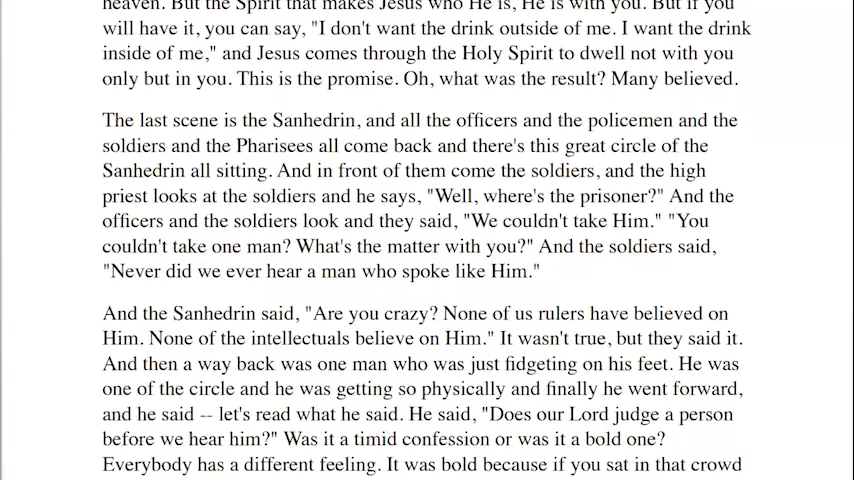 heaven. But the Spirit that makes Jesus who He is, He is with you. But if you
will have it, you can say, "I don't want the drink outside of me. I want the drink
inside of me," and Jesus comes through the Holy Spirit to dwell not with you
only but in you. This is the promise. Oh, what was the result? Many believed.
The last scene is the Sanhedrin, and all the officers and the policemen and the
soldiers and the Pharisees all come back and there's this great circle of the
Sanhedrin all sitting. And in front of them come the soldiers, and the high
priest looks at the soldiers and he says, "Well, where's the prisoner?" And the
officers and the soldiers look and they said, "We couldn't take Him." "You
couldn't take one man? What's the matter with you?" And the soldiers said,
"Never did we ever hear a man who spoke like Him."
And the Sanhedrin said, "Are you crazy? None of us rulers have believed on
Him. None of the intellectuals believe on Him." It wasn't true, but they said it.
And then a way back was one man who was just fidgeting on his feet. He was
one of the circle and he was getting so physically and finally he went forward,
and he said -- let's read what he said. He said, "Does our Lord judge a person
before we hear him?" Was it a timid confession or was it a bold one?
Everybody has a different feeling. It was bold because if you sat in that crowd